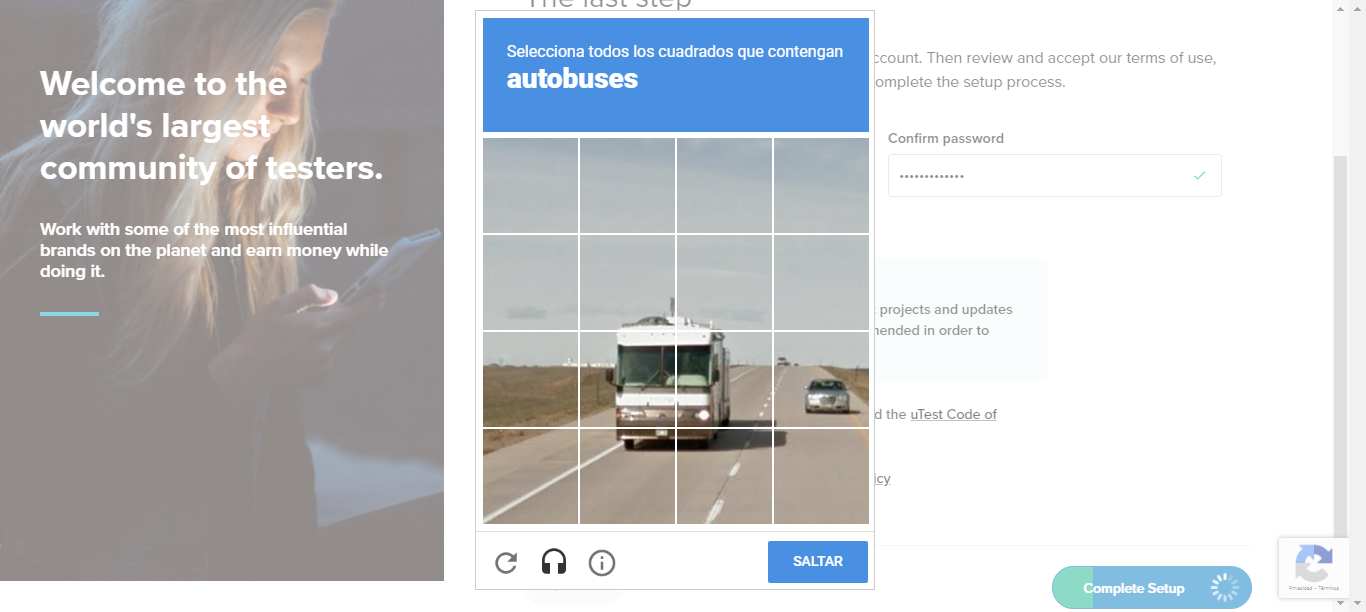 The last step
Welcome to the
world's largest
community of testers.
Work with some of the most influential
brands on the planet and earn money while
doing it.
Selecciona todos los cuadrados que contengan
autobuses
SALTAR
ccount. Then review and accept our terms of use,
omplete the setup process.
Confirm password
•••••••••••••
projects and updates
nended in order to
d the uTest Code of
icy
Complete Setup
Privacidad - Términos